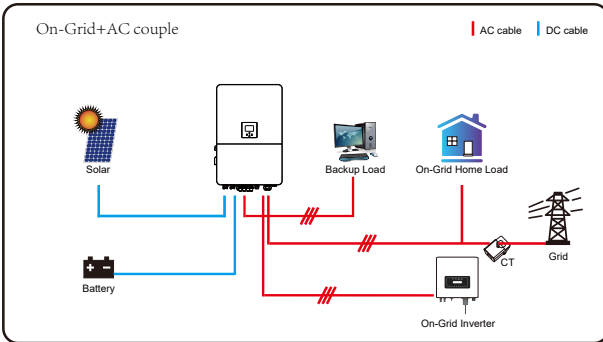 On-Grid+AC couple
AC cable
DC cable
Solar
Backup Load
On-Grid Home Load
CT
Grid
Battery
On-Grid Inverter